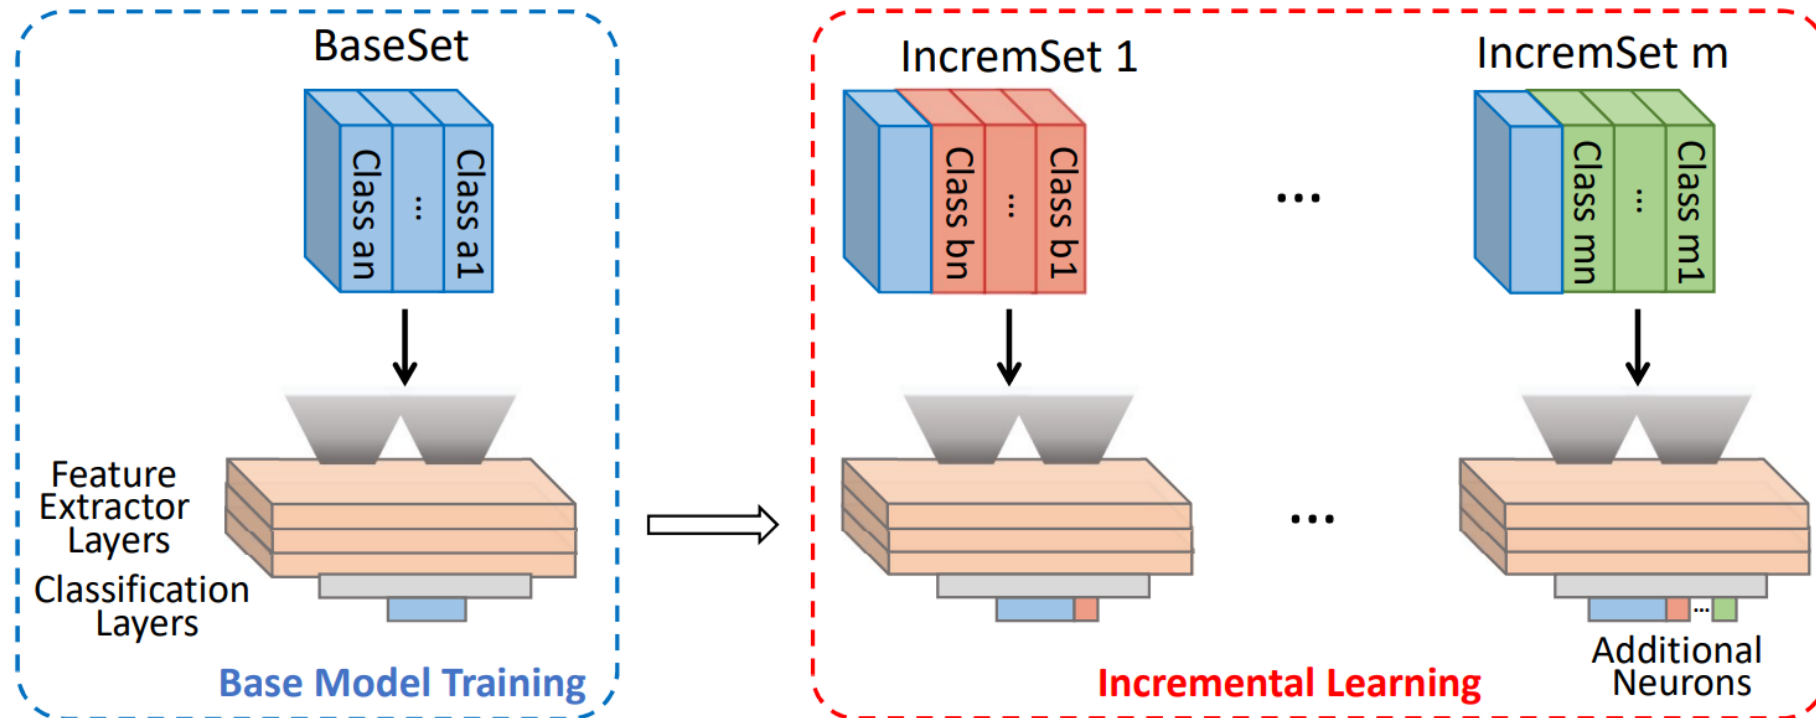 BaseSet
Class an
...
Class a1
Feature
Extractor
Layers
Classification
Layers
Base Model Training
IncremSet 1
Class bn
...
Class b1
...
IncremSet m
Class mn
...
Class m1
...
...
Additional
Neurons
Incremental Learning